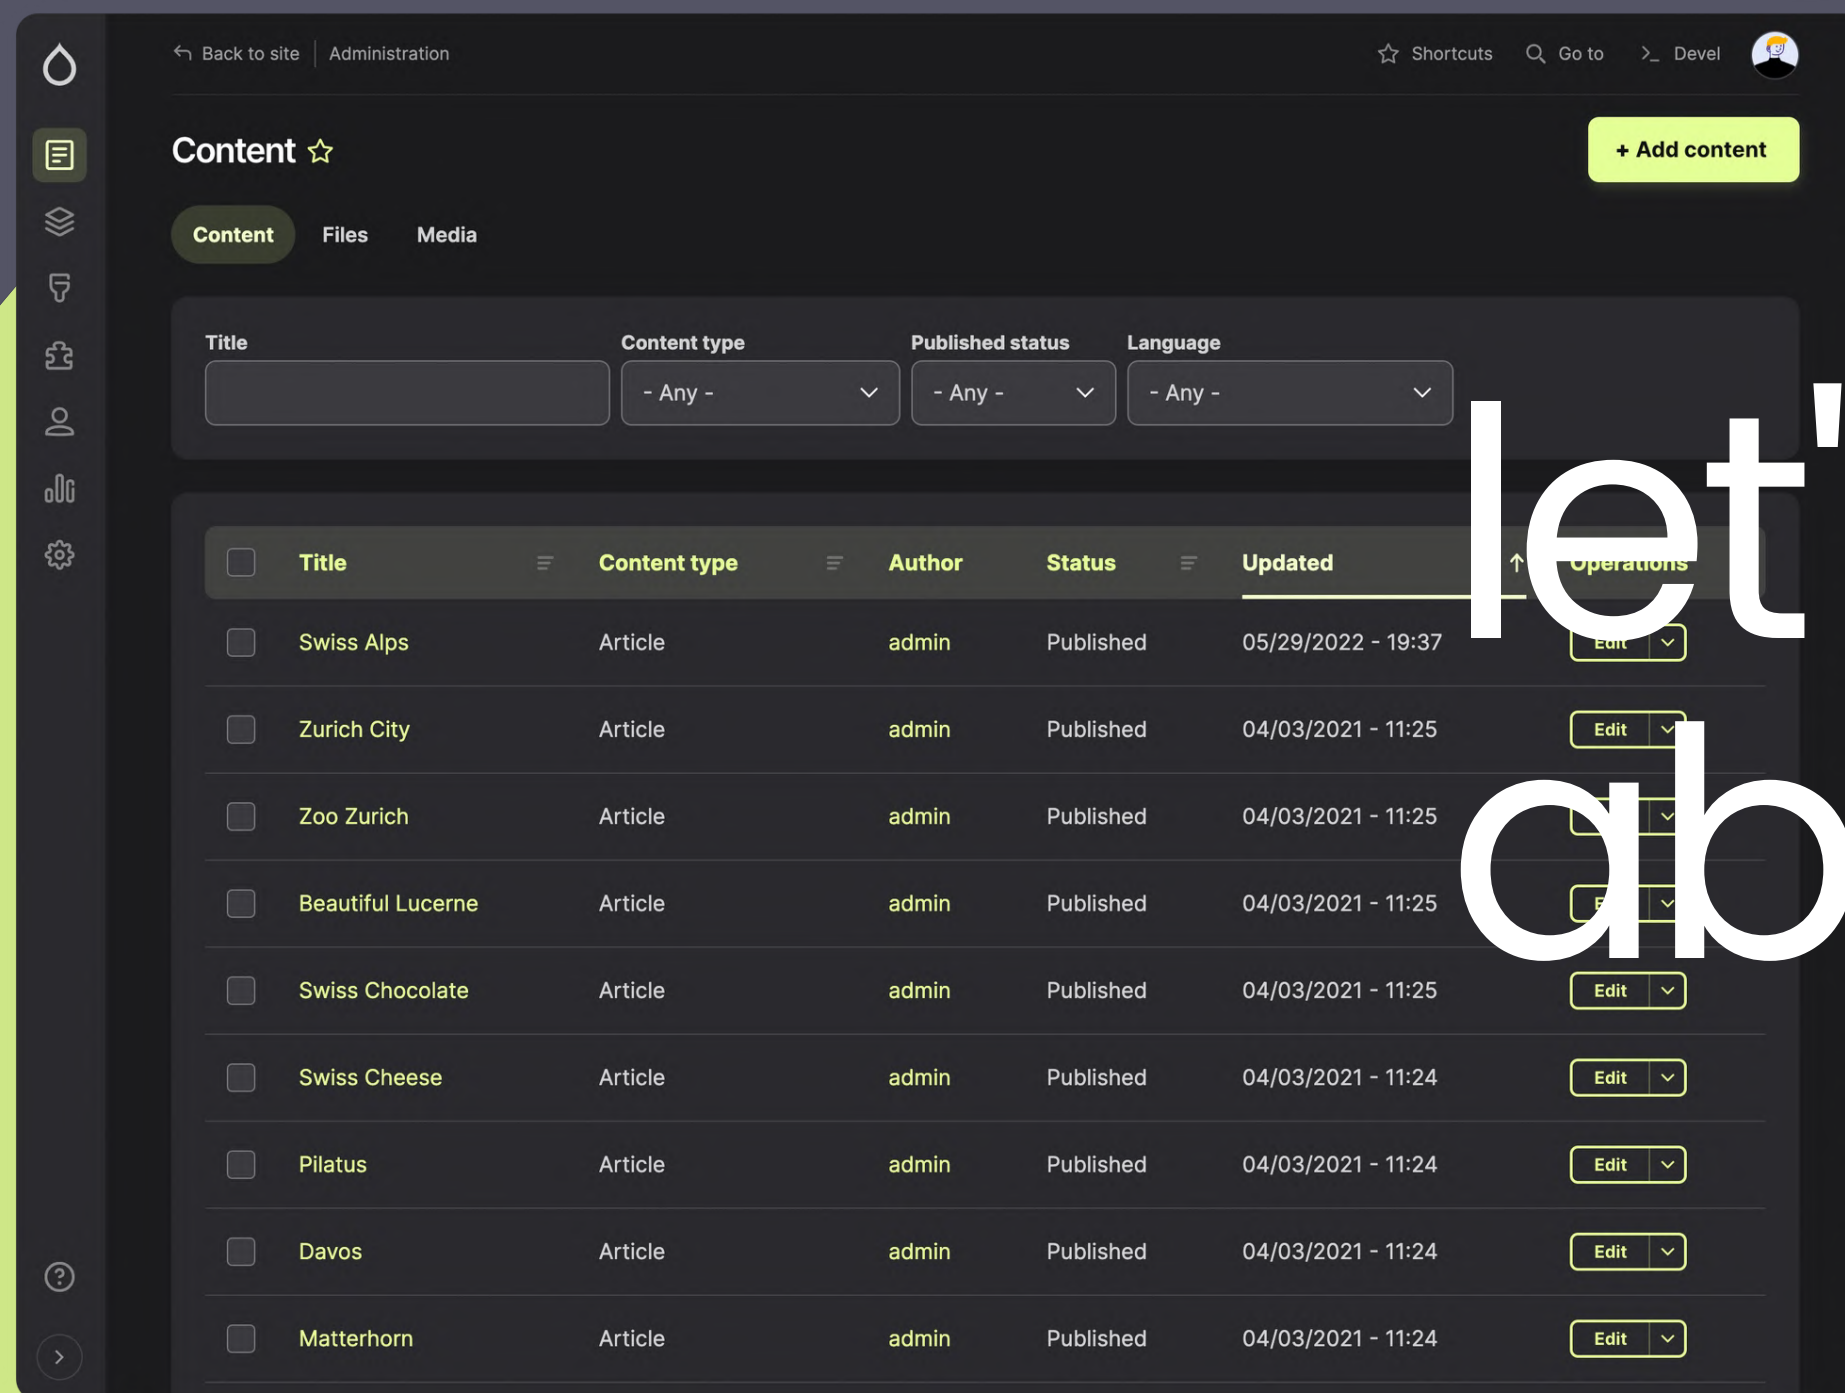 Back to site Administration Shortcuts Go to >_ Devel
Content
+ Add content
Content Files Media
Title Content type Published status Language
- Any - - Any - - Any -
let'
Title Content type Author Status Updated Operations
Swiss Alps Article admin Published 05/29/2022 - 19:37 Edit
Zurich City Article admin Published 04/03/2021 - 11:25 Edit
ab
Zoo Zurich Article admin Published 04/03/2021 - 11:25
Beautiful Lucerne Article admin Published 04/03/2021 - 11:25
Swiss Chocolate Article admin Published 04/03/2021 - 11:25 Edit
Swiss Cheese Article admin Published 04/03/2021 - 11:24 Edit
Pilatus Article admin Published 04/03/2021 - 11:24 Edit
Davos Article admin Published 04/03/2021 - 11:24 Edit
Matterhorn Article admin Published 04/03/2021 - 11:24 Edit